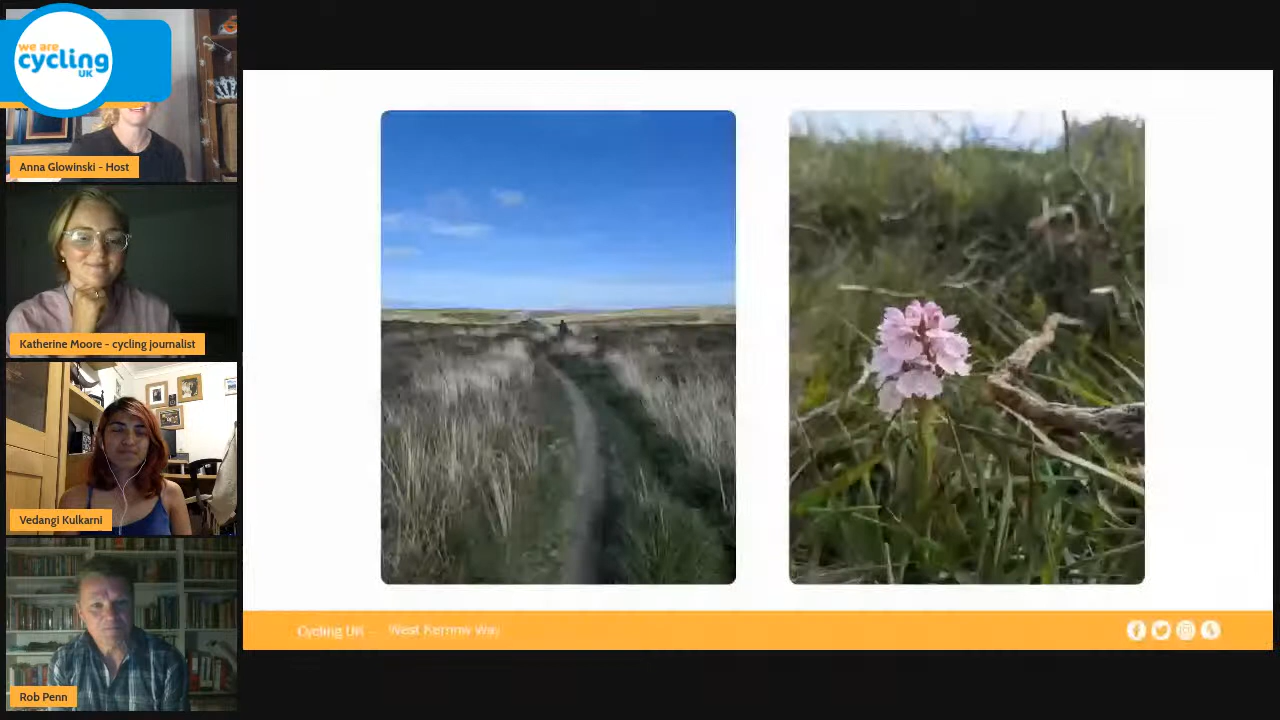 we are
cycling
UK
Anna Glowinski - Host
Katherine Moore - cycling journalist
Vedangi Kulkarni
Rob Penn
Cycling UK - West Kernow Way